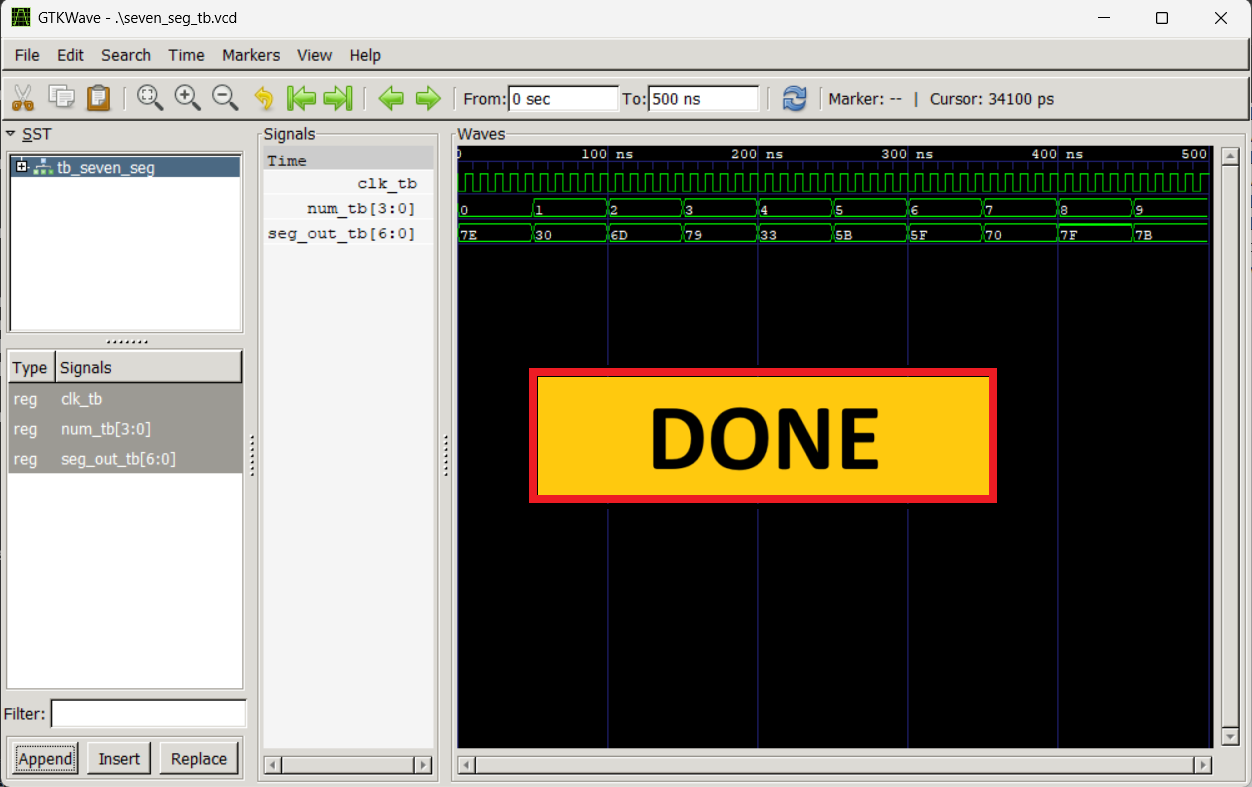 GTKWave - .\seven_seg_tb.vcd
File Edit Search Time Markers View Help
From: 0 sec To: 500 ns Marker: -- | Cursor: 34100 ps
SST
tb_seven_seg
Type Signals
reg clk_tb
reg num_tb[3:0]
reg seg_out_tb[6:0]
Filter:
Append Insert Replace
Signals
Time
clk_tb
num_tb[3:0]
seg_out_tb[6:0]
Waves
0 100 ns 200 ns 300 ns 400 ns 500
0 1 2 3 4 5 6 7 8 9
7E 30 6D 79 33 5B 5F 70 7F 7B
DONE